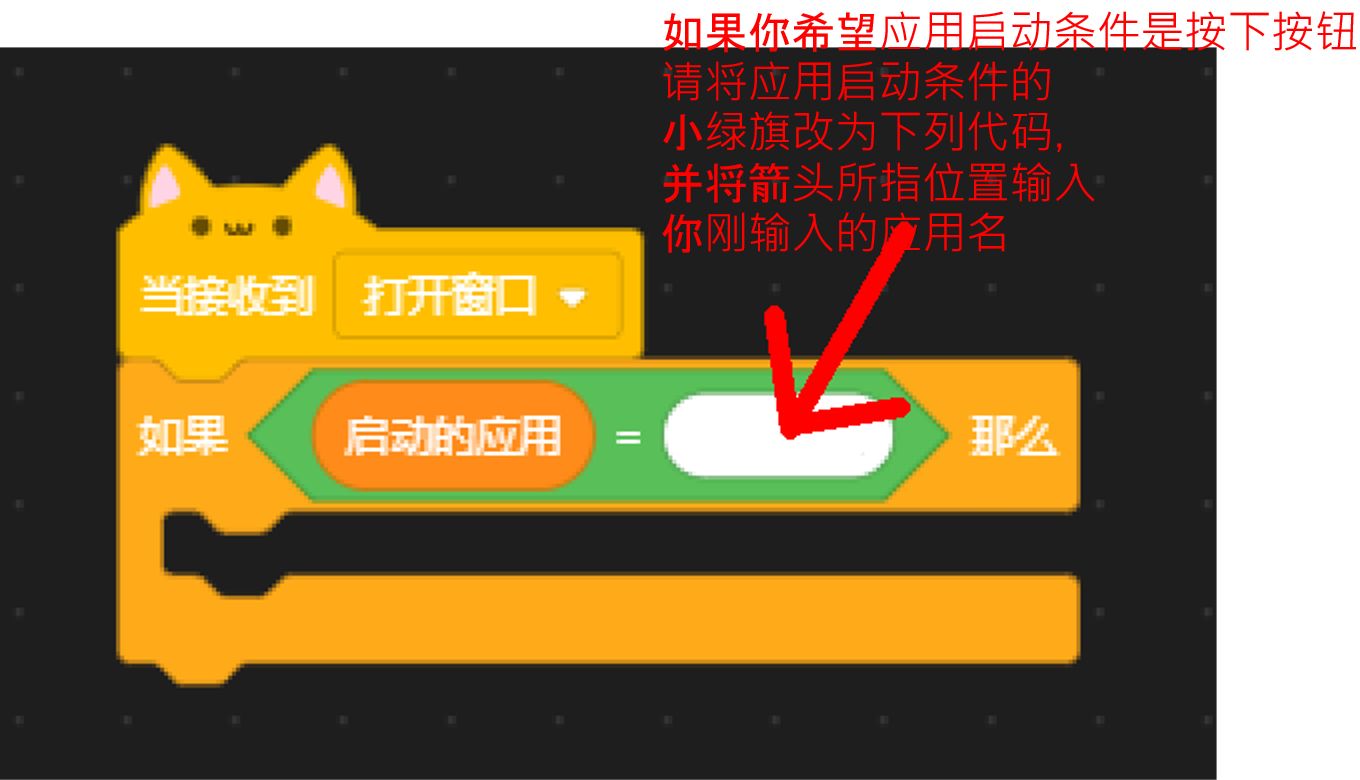 如果你希望应用启动条件是按下按钮
请将应用启动条件的
小绿旗改为下列代码,
并将箭头所指位置输入
你刚输入的应用名
当接收到 打开窗口
如果 启动的应用 = 那么